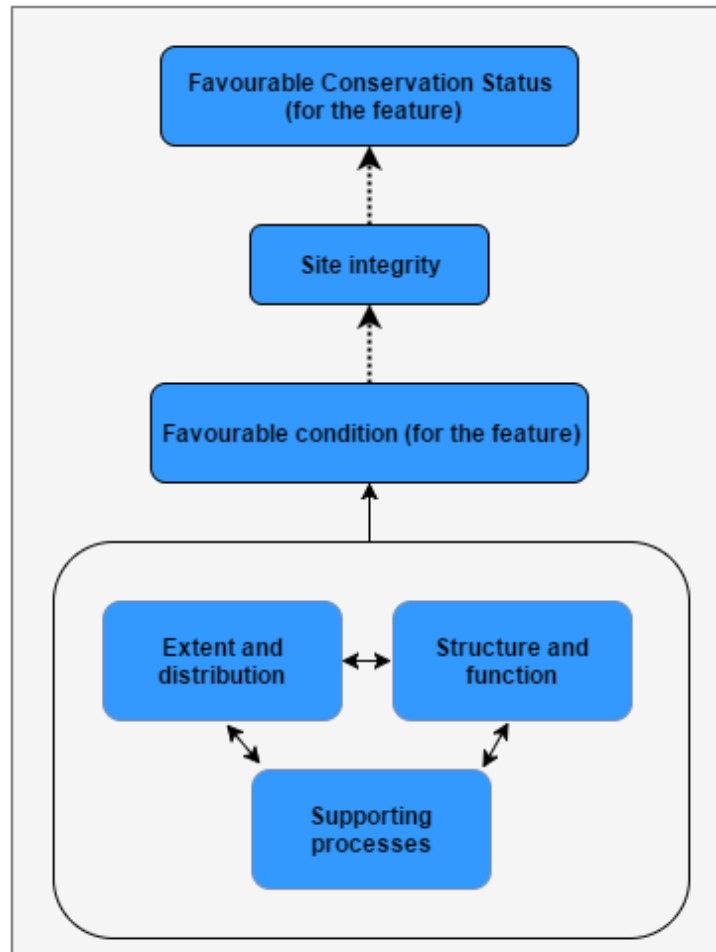 Favourable Conservation Status
(for the feature)
Site integrity
Favourable condition (for the feature)
Extent and
distribution
Structure and
function
Supporting
processes